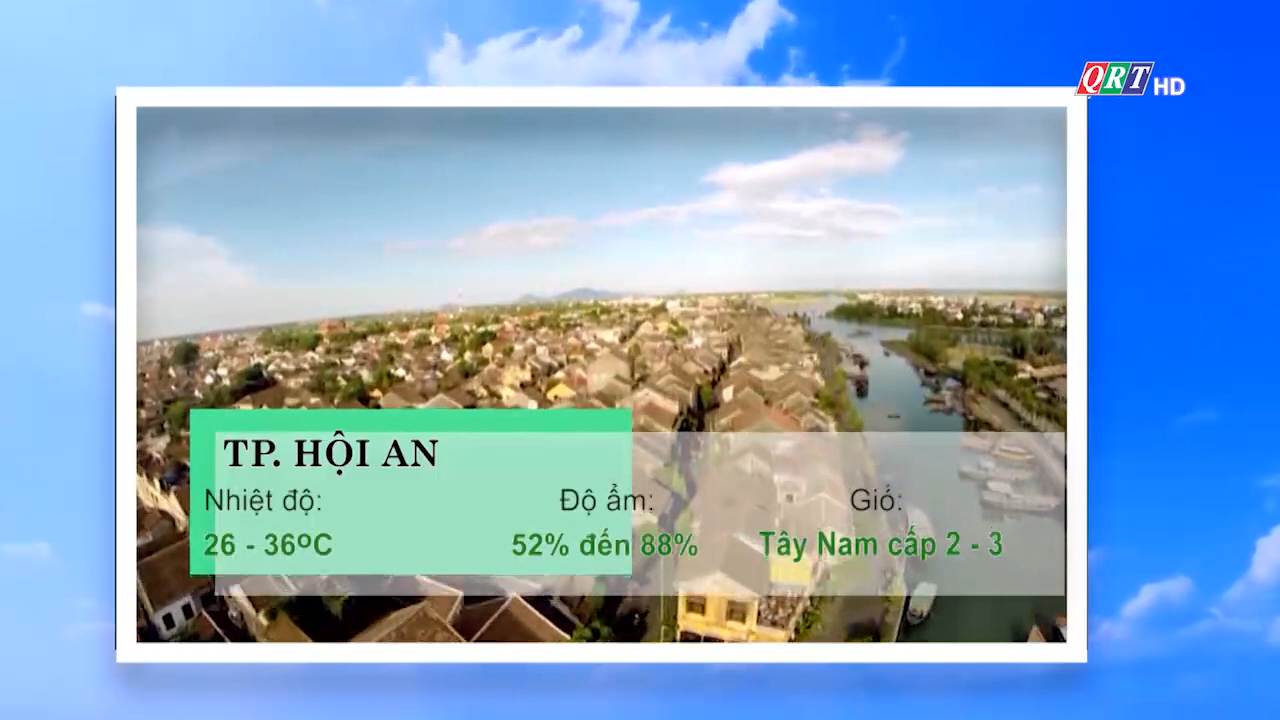 QRT HD
TP. HỘI AN
Nhiệt độ: Độ ẩm: Gió:
26 - 36ºC 52% đến 88% Tây Nam cấp 2 - 3